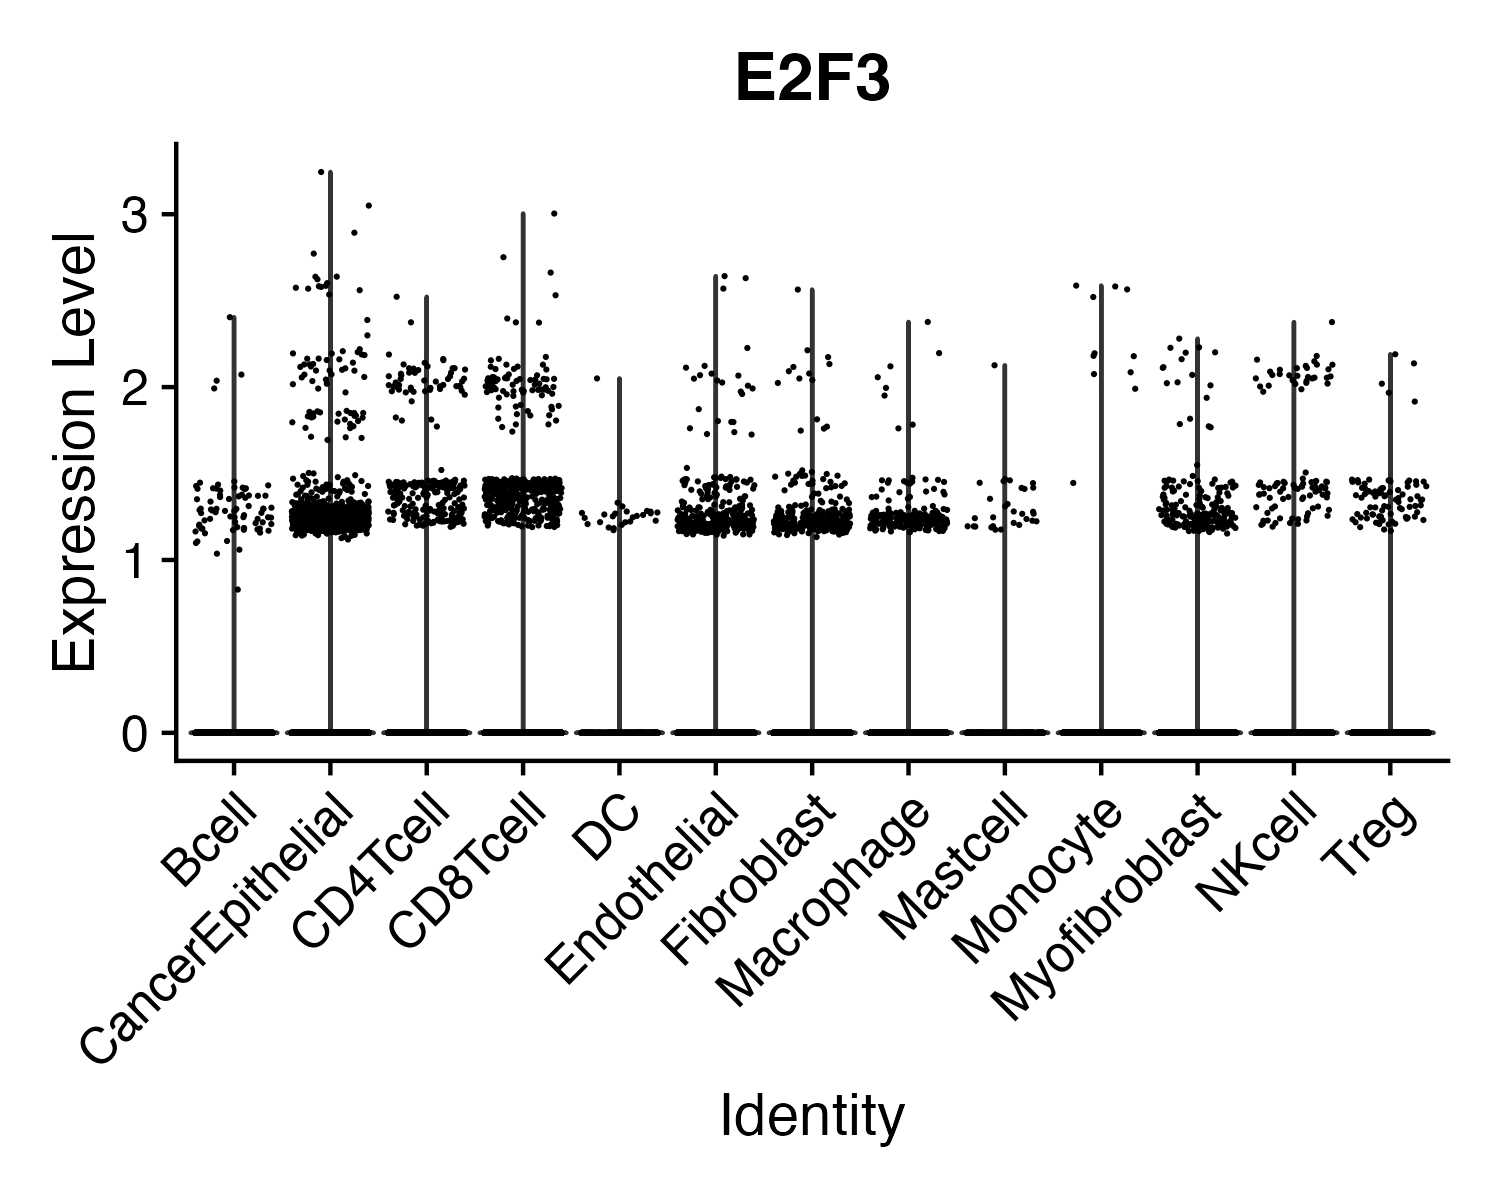 E2F3
Expression Level
3
2
1
0
Bcell
CancerEpithelial
CD4Tcell
CD8Tcell
DC
Endothelial
Fibroblast
Macrophage
Mastcell
Monocyte
Myofibroblast
NKcell
Treg
Identity